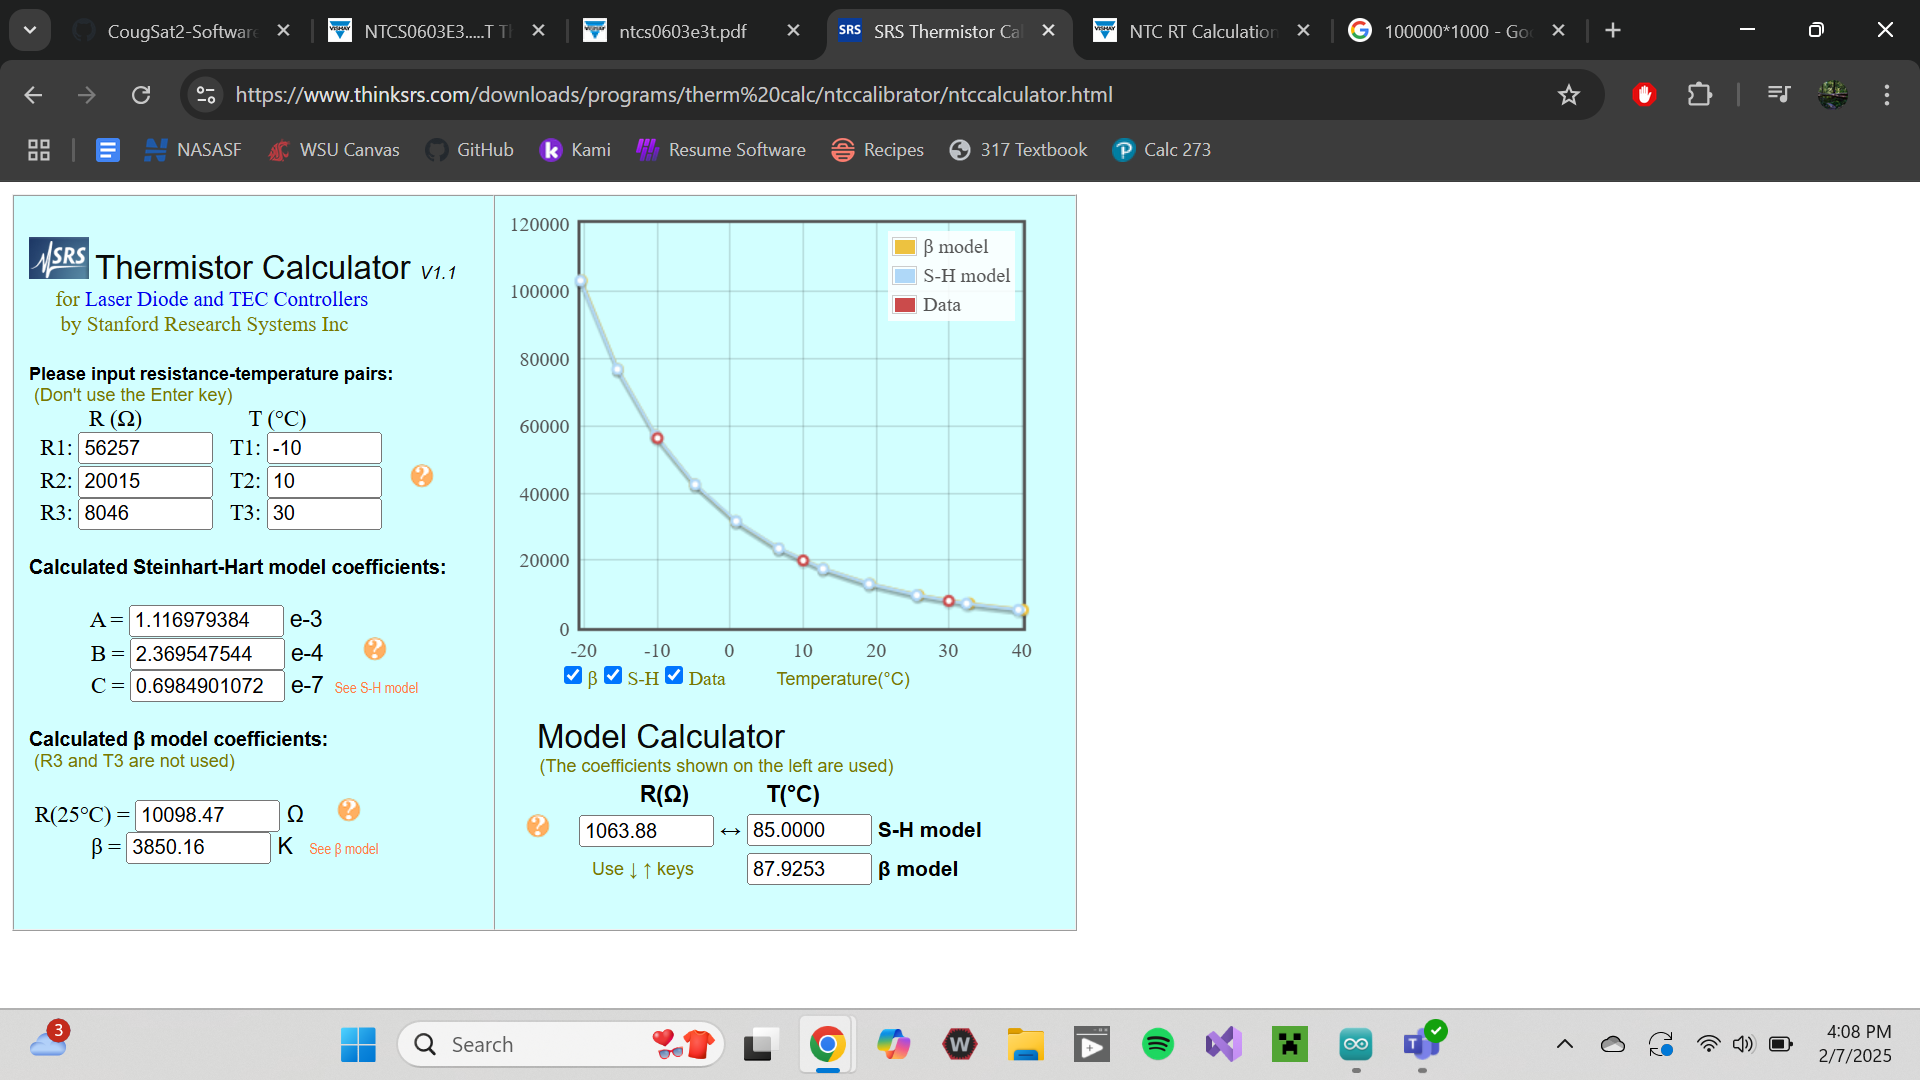 CougSat2-Software
NTCS0603E3.....T T
ntcs0603e3t.pdf
SRS Thermistor Ca
NTC RT Calculation
100000*1000 - Goo
https://www.thinksrs.com/downloads/programs/therm%20calc/ntccalibrator/ntccalculator.html
NASASF
WSU Canvas
GitHub
Kami
Resume Software
Recipes
317 Textbook
Calc 273
SRS Thermistor Calculator V1.1
for Laser Diode and TEC Controllers
by Stanford Research Systems Inc
Please input resistance-temperature pairs:
(Don't use the Enter key)
R (Ω) T (°C)
R1: 56257 T1: -10
R2: 20015 T2: 10
R3: 8046 T3: 30
Calculated Steinhart-Hart model coefficients:
A = 1.116979384 e-3
B = 2.369547544 e-4
C = 0.6984901072 e-7 See S-H model
Calculated β model coefficients:
(R3 and T3 are not used)
R(25°C) = 10098.47 Ω
β = 3850.16 K See β model
120000
100000
80000
60000
40000
20000
0
β model
S-H model
Data
-20 -10 0 10 20 30 40
β S-H Data Temperature(°C)
Model Calculator
(The coefficients shown on the left are used)
R(Ω) T(°C)
1063.88 ↔ 85.0000 S-H model
Use ↓ ↑ keys 87.9253 β model
3
Search
4:08 PM
2/7/2025